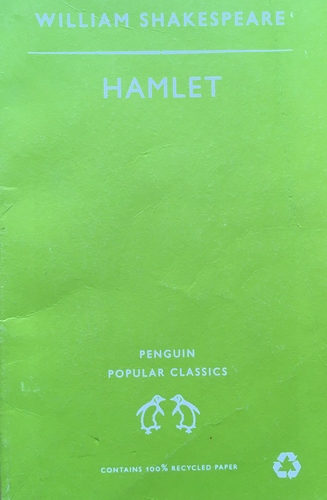 WILLIAM SHAKESPEARE
HAMLET
PENGUIN
POPULAR CLASSICS
CONTAINS 100% RECYCLED PAPER